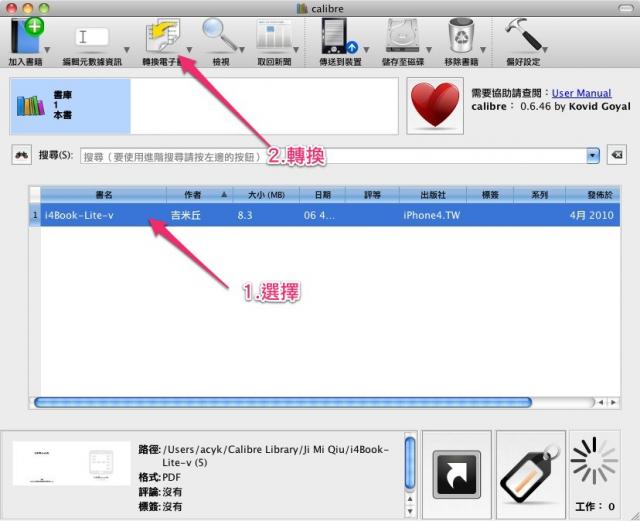 calibre
加入書籍
編輯元數據資訊
轉換電子
檢視
取回新聞
傳送到裝置
儲存至磁碟
移除書籍
偏好設定
書庫
1
本書
需要協助請查閱：User Manual
calibre： 0.6.46 by Kovid Goyal
2.轉換
搜尋(S):
搜尋（要使用進階搜尋請按左邊的按鈕）
書名 作者 大小 (MB) 日期 評等 出版社 標籤 系列 發佈於
1 i4Book-Lite-v 吉米丘 8.3 06 4... iPhone4.TW 4月 2010
1.選擇
路徑: /Users/acyk/Calibre Library/Ji Mi Qiu/i4Book-
Lite-v (5)
格式: PDF
評論: 沒有
標籤: 沒有
工作： 0